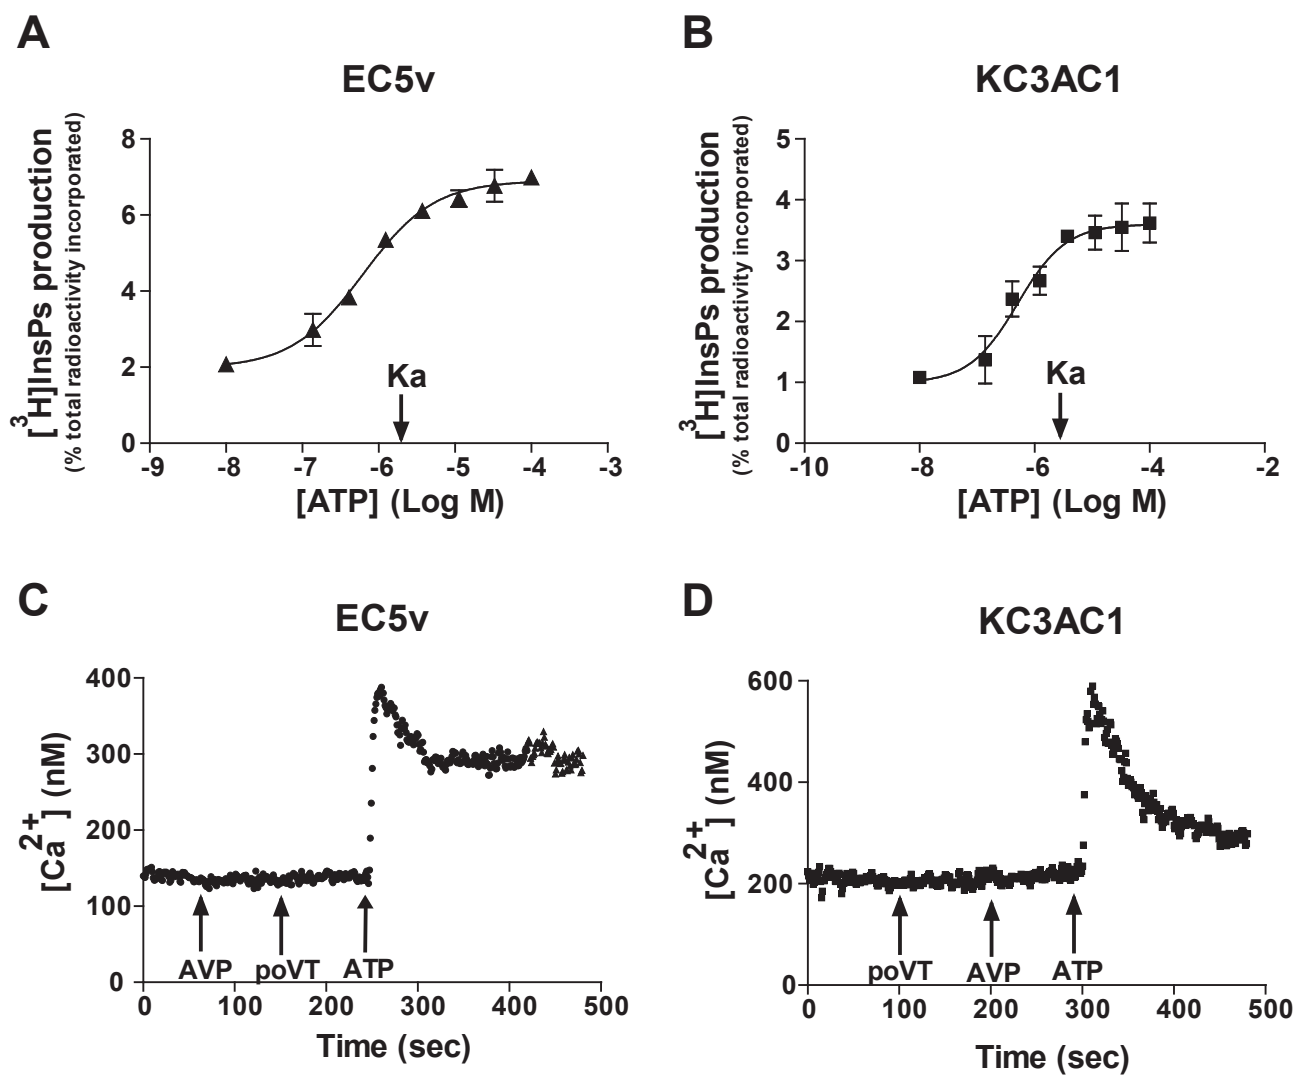 A
EC5v
[³H]InsPs production
(% total radioactivity incorporated)
8
6
4
2
0
Ka
-9 -8 -7 -6 -5 -4 -3
[ATP] (Log M)
B
KC3AC1
[³H]InsPs production
(% total radioactivity incorporated)
5
4
3
2
1
0
Ka
-10 -8 -6 -4 -2
[ATP] (Log M)
C
EC5v
[Ca²⁺] (nM)
400
300
200
100
0
AVP poVT ATP
0 100 200 300 400 500
Time (sec)
D
KC3AC1
[Ca²⁺] (nM)
600
400
200
0
poVT AVP ATP
0 100 200 300 400 500
Time (sec)